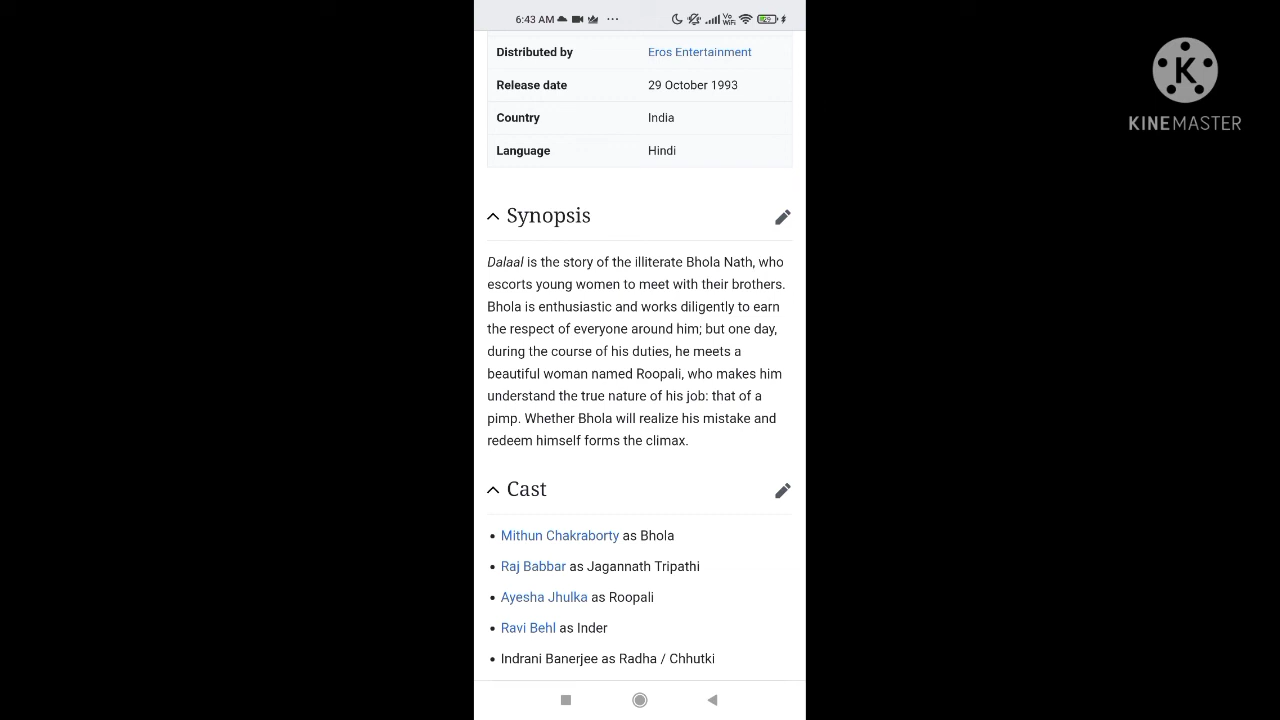 6:43 AM ...
Vo WiFi 29
KINEMASTER
K
Distributed by Eros Entertainment
Release date 29 October 1993
Country India
Language Hindi
Synopsis
Dalaal is the story of the illiterate Bhola Nath, who
escorts young women to meet with their brothers.
Bhola is enthusiastic and works diligently to earn
the respect of everyone around him; but one day,
during the course of his duties, he meets a
beautiful woman named Roopali, who makes him
understand the true nature of his job: that of a
pimp. Whether Bhola will realize his mistake and
redeem himself forms the climax.
Cast
• Mithun Chakraborty as Bhola
• Raj Babbar as Jagannath Tripathi
• Ayesha Jhulka as Roopali
• Ravi Behl as Inder
• Indrani Banerjee as Radha / Chhutki